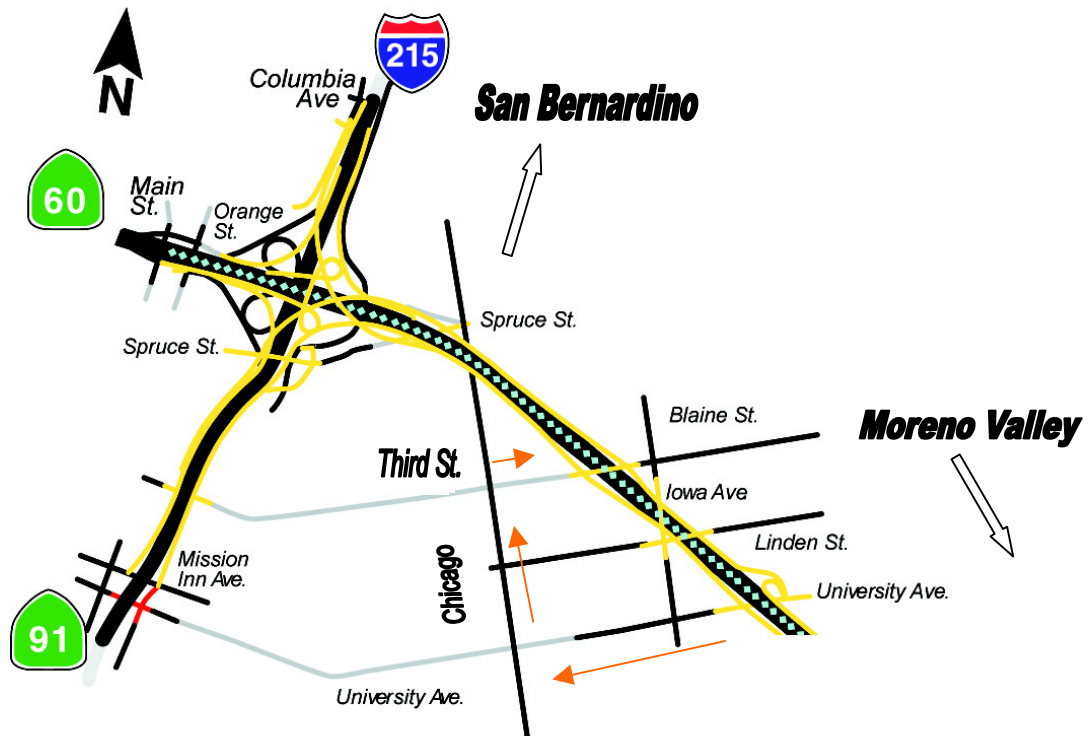 215
N
Columbia
Ave
San Bernardino
60
Main
St.
Orange
St.
Spruce St.
Spruce St.
Blaine St.
Moreno Valley
Third St.
Iowa Ave
Linden St.
Mission
Inn Ave.
Chicago
University Ave.
91
University Ave.